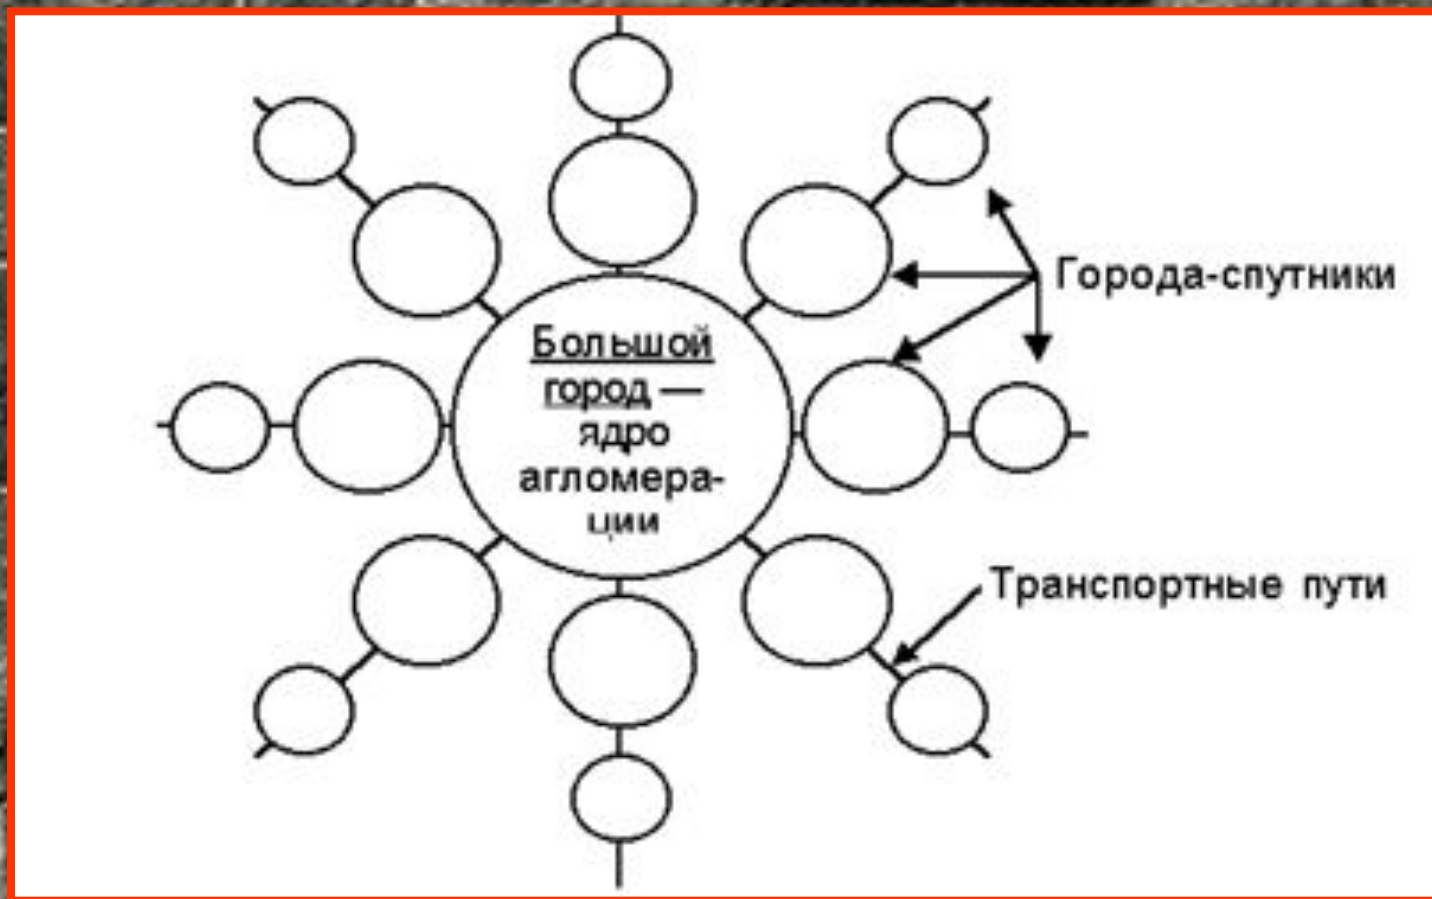 Большой
город —
ядро
агломера-
ции
Города-спутники
Транспортные пути